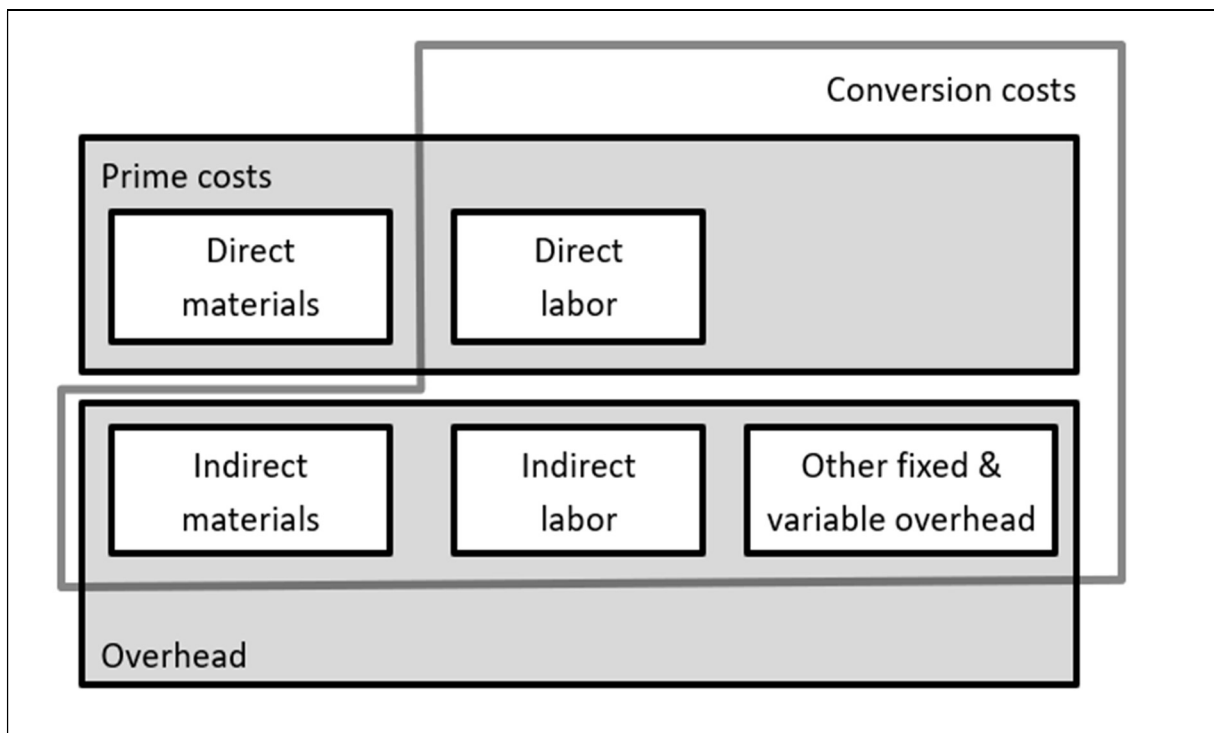 Conversion costs
Prime costs
Direct
materials
Direct
labor
Indirect
materials
Indirect
labor
Other fixed &
variable overhead
Overhead